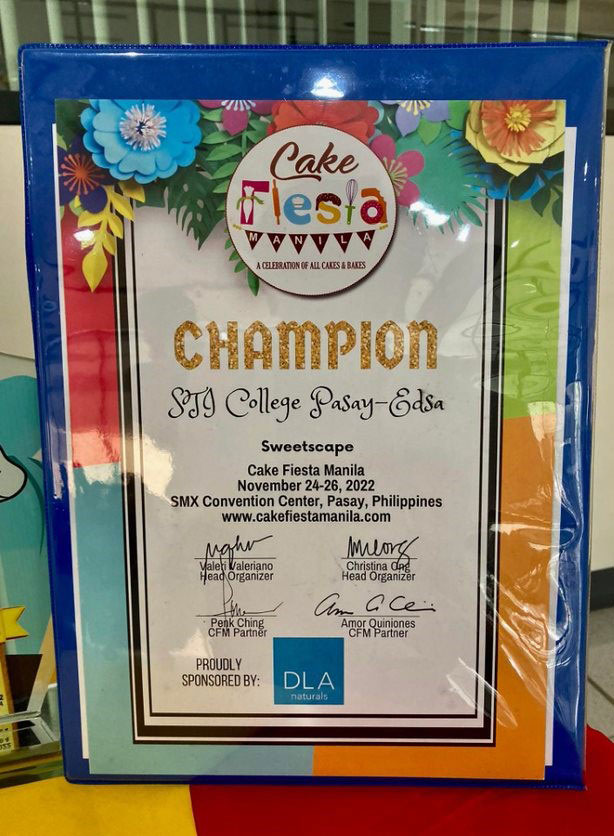 Cake
Fiesta
MANILA
A CELEBRATION OF ALL CAKES & BAKES
CHAMPION
STI College Pasay-Edsa
Sweetscape
Cake Fiesta Manila
November 24-26, 2022
SMX Convention Center, Pasay, Philippines
www.cakefiestamanila.com
Valeri Valeriano
Head Organizer
Christina Ong
Head Organizer
Penk Ching
CFM Partner
Amor Quiniones
CFM Partner
PROUDLY
SPONSORED BY:
DLA
naturals